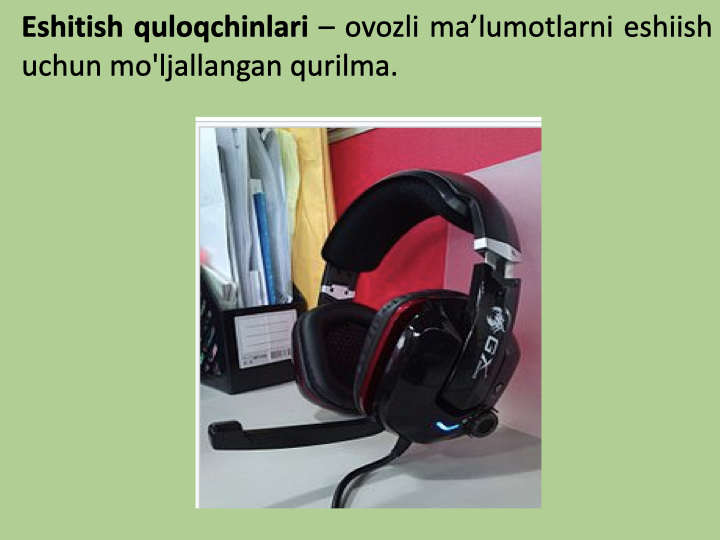 Eshitish quloqchinlari – ovozli ma’lumotlarni eshiish
uchun mo'ljallangan qurilma.
GX